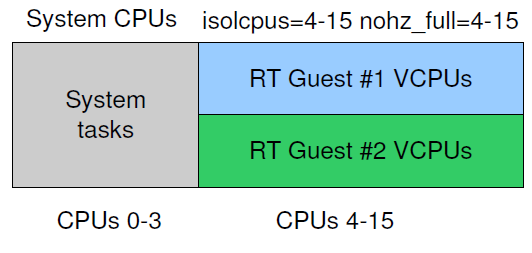 System CPUs
isolcpus=4-15 nohz_full=4-15
System
tasks
RT Guest #1 VCPUs
RT Guest #2 VCPUs
CPUs 0-3
CPUs 4-15